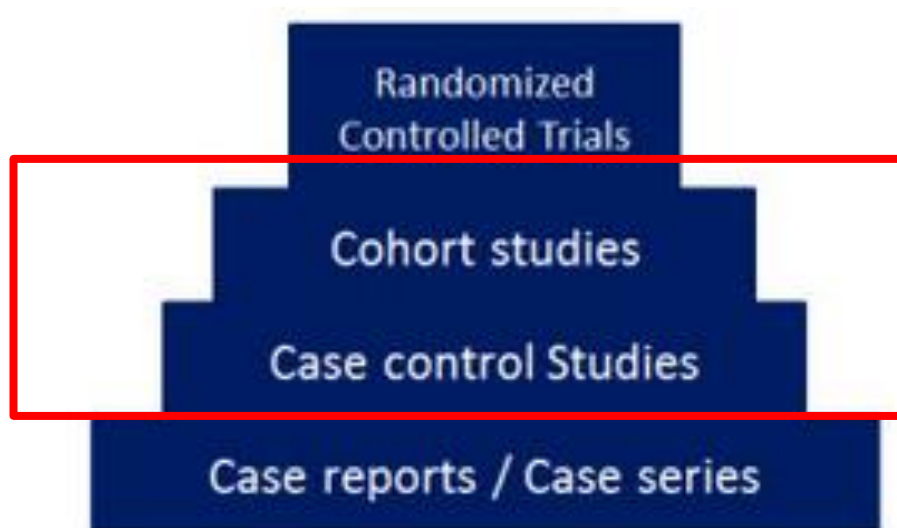 Randomized
Controlled Trials
Cohort studies
Case control Studies
Case reports / Case series